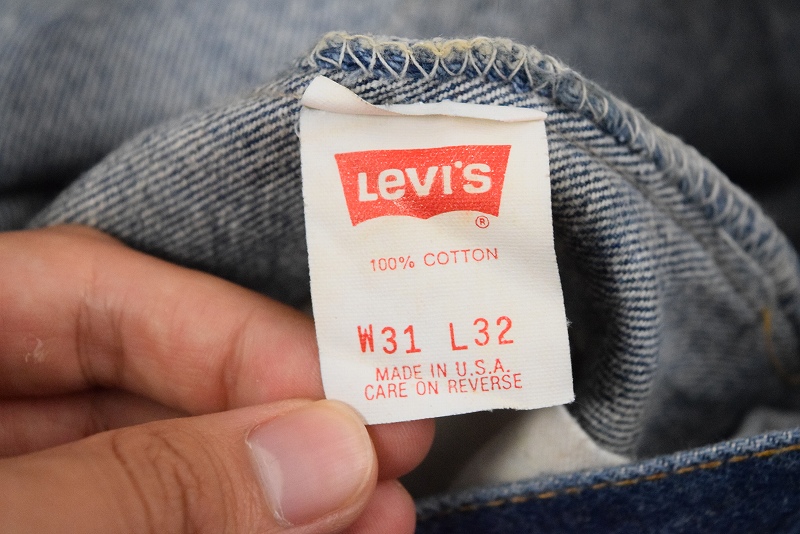 Levi's
®
100% COTTON
W31 L32
MADE IN U.S.A.
CARE ON REVERSE